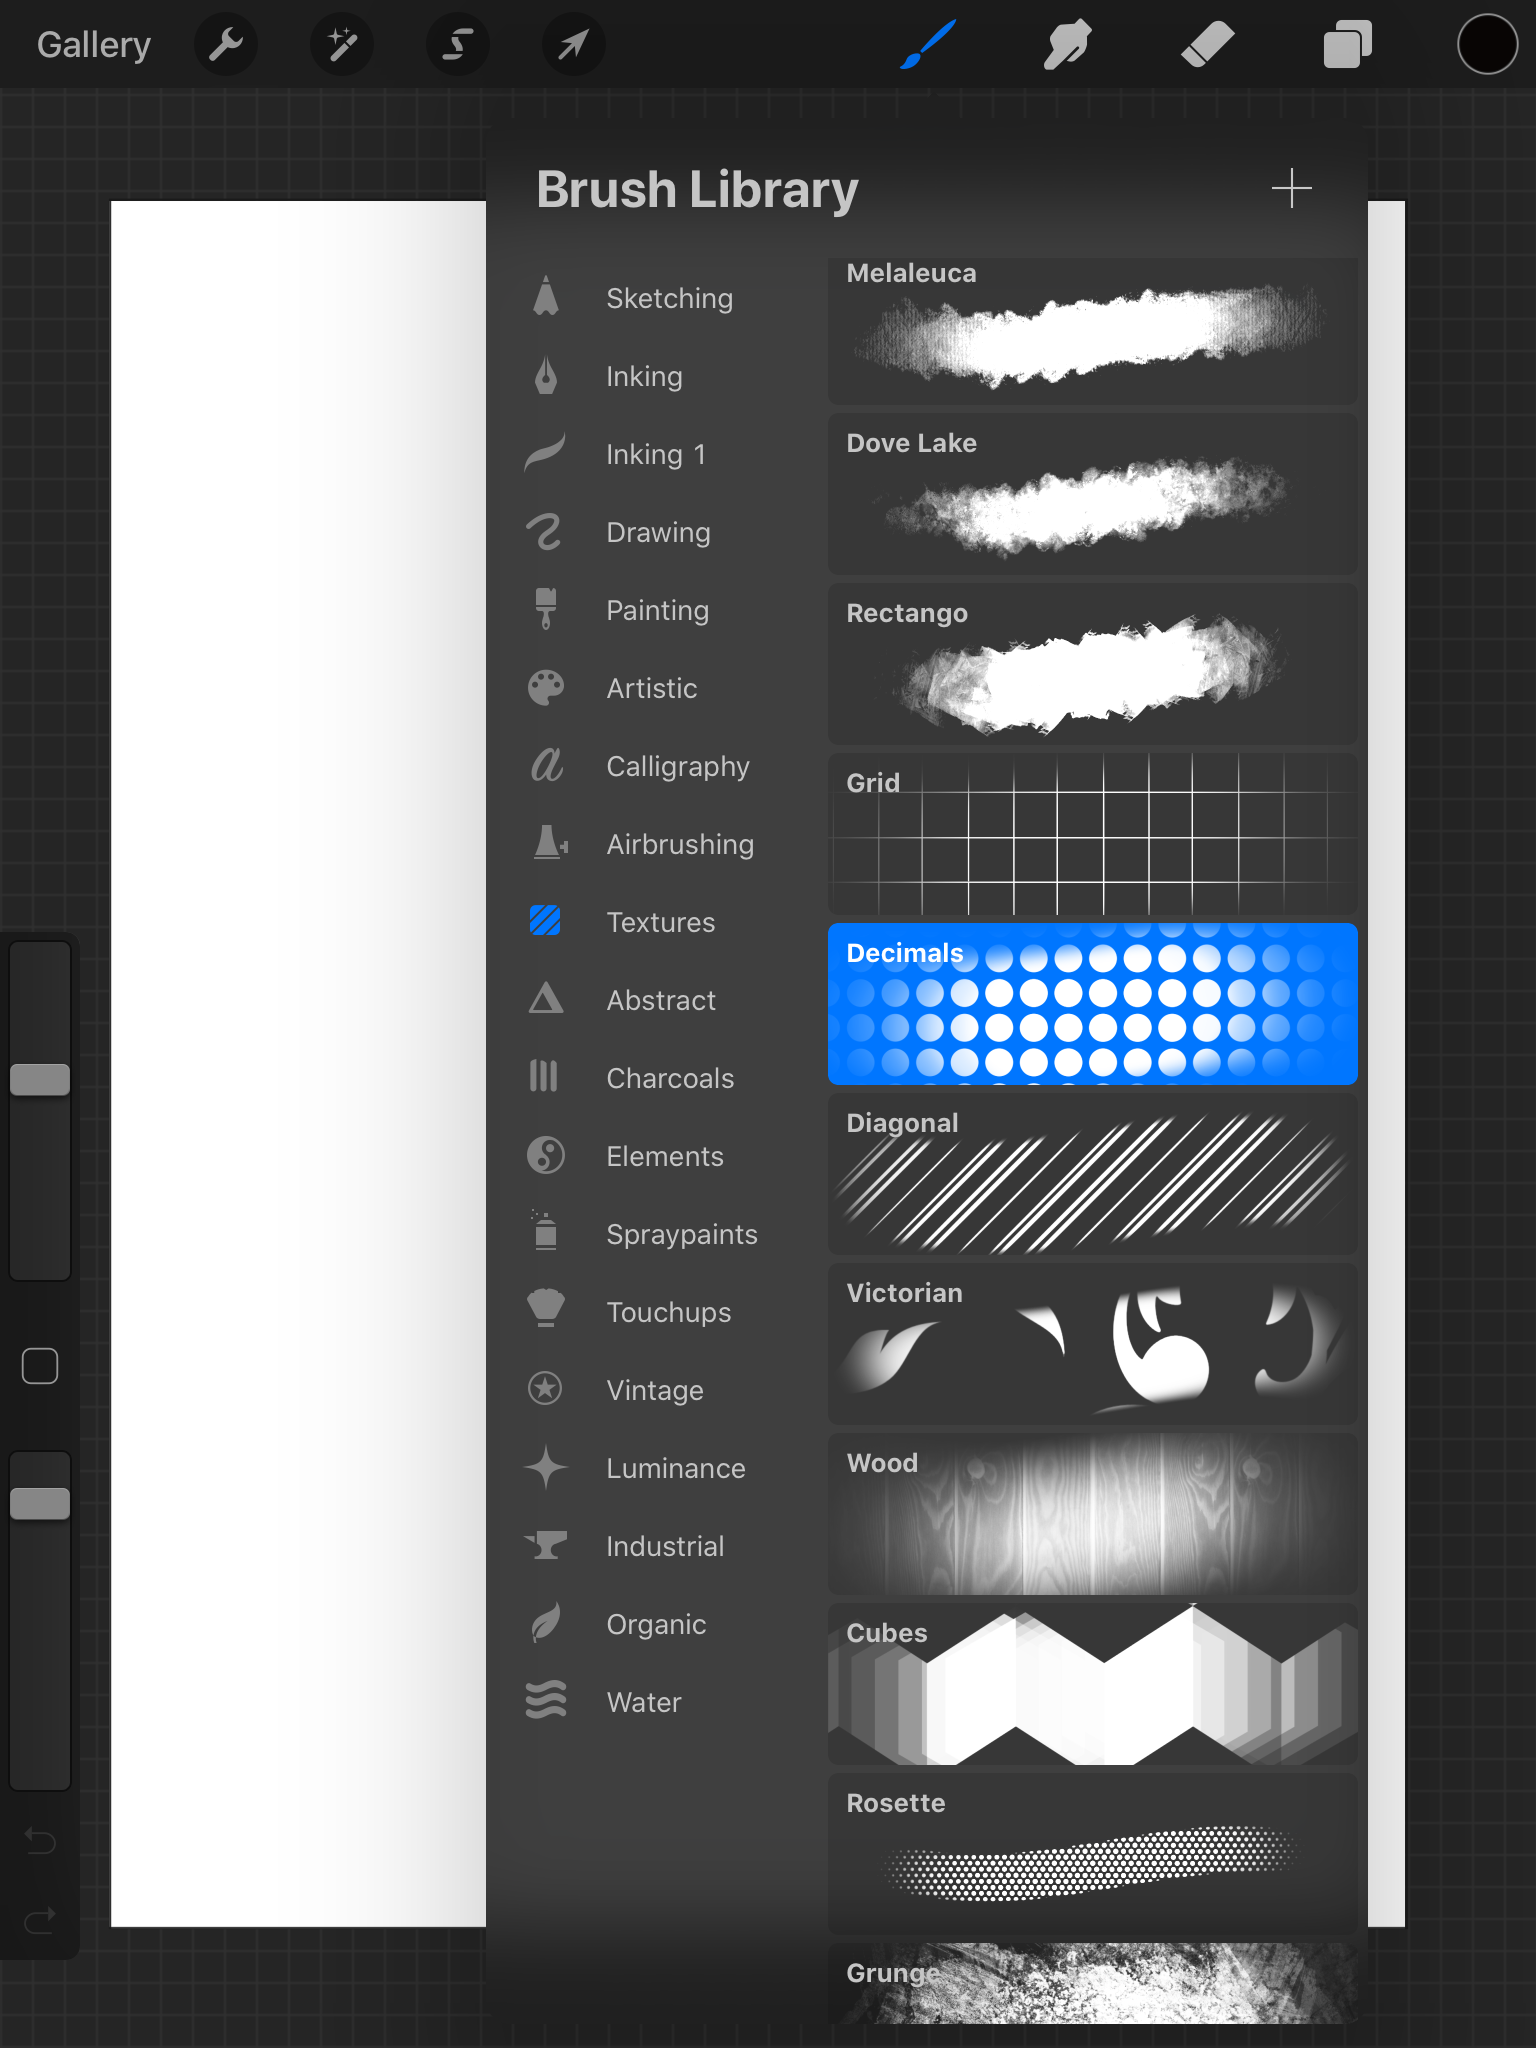 Gallery
Brush Library
Sketching
Inking
Inking 1
Drawing
Painting
Artistic
Calligraphy
Airbrushing
Textures
Abstract
Charcoals
Elements
Spraypaints
Touchups
Vintage
Luminance
Industrial
Organic
Water
Melaleuca
Dove Lake
Rectango
Grid
Decimals
Diagonal
Victorian
Wood
Cubes
Rosette
Grunge